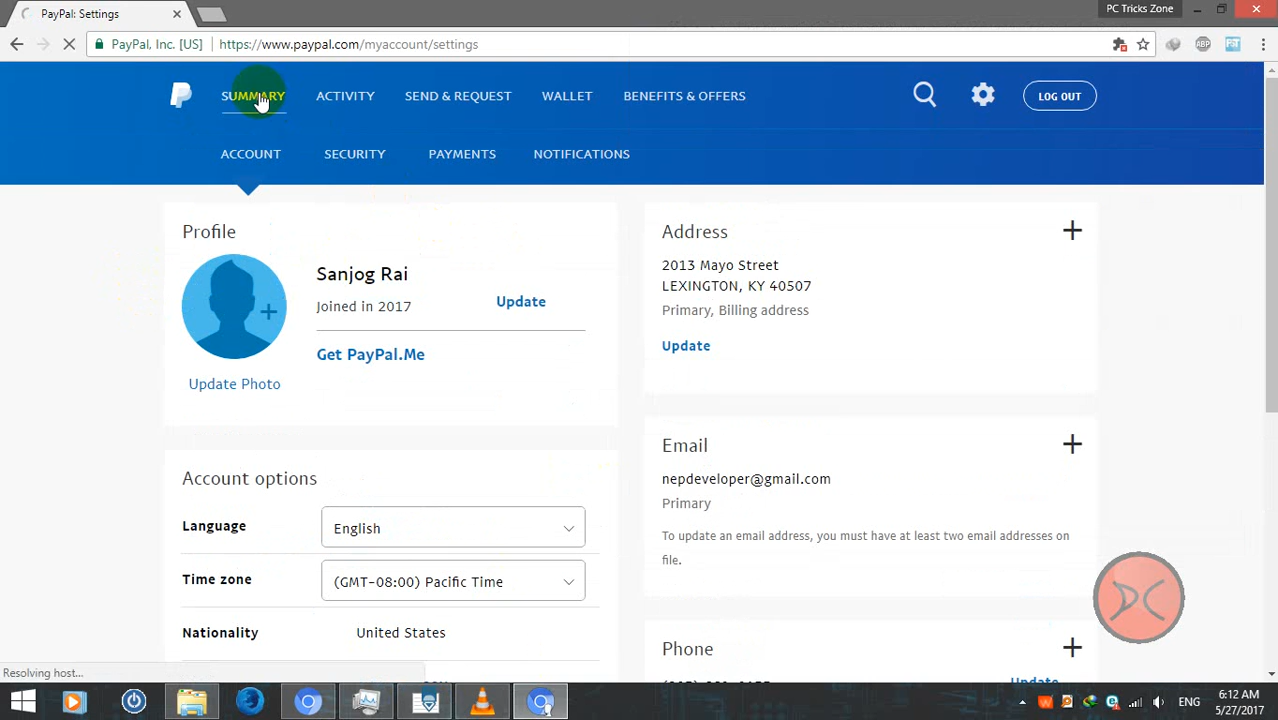 PayPal: Settings
PC Tricks Zone
PayPal, Inc. [US]
https://www.paypal.com/myaccount/settings
ABP
SUMMARY
ACTIVITY
SEND & REQUEST
WALLET
BENEFITS & OFFERS
LOG OUT
ACCOUNT
SECURITY
PAYMENTS
NOTIFICATIONS
Profile
Sanjog Rai
Joined in 2017
Update
Get PayPal.Me
Update Photo
Address
2013 Mayo Street
LEXINGTON, KY 40507
Primary, Billing address
Update
Account options
Language
English
Time zone
(GMT-08:00) Pacific Time
Nationality
United States
Email
nepdeveloper@gmail.com
Primary
To update an email address, you must have at least two email addresses on
file.
Phone
Update
Resolving host...
ENG
6:12 AM
5/27/2017